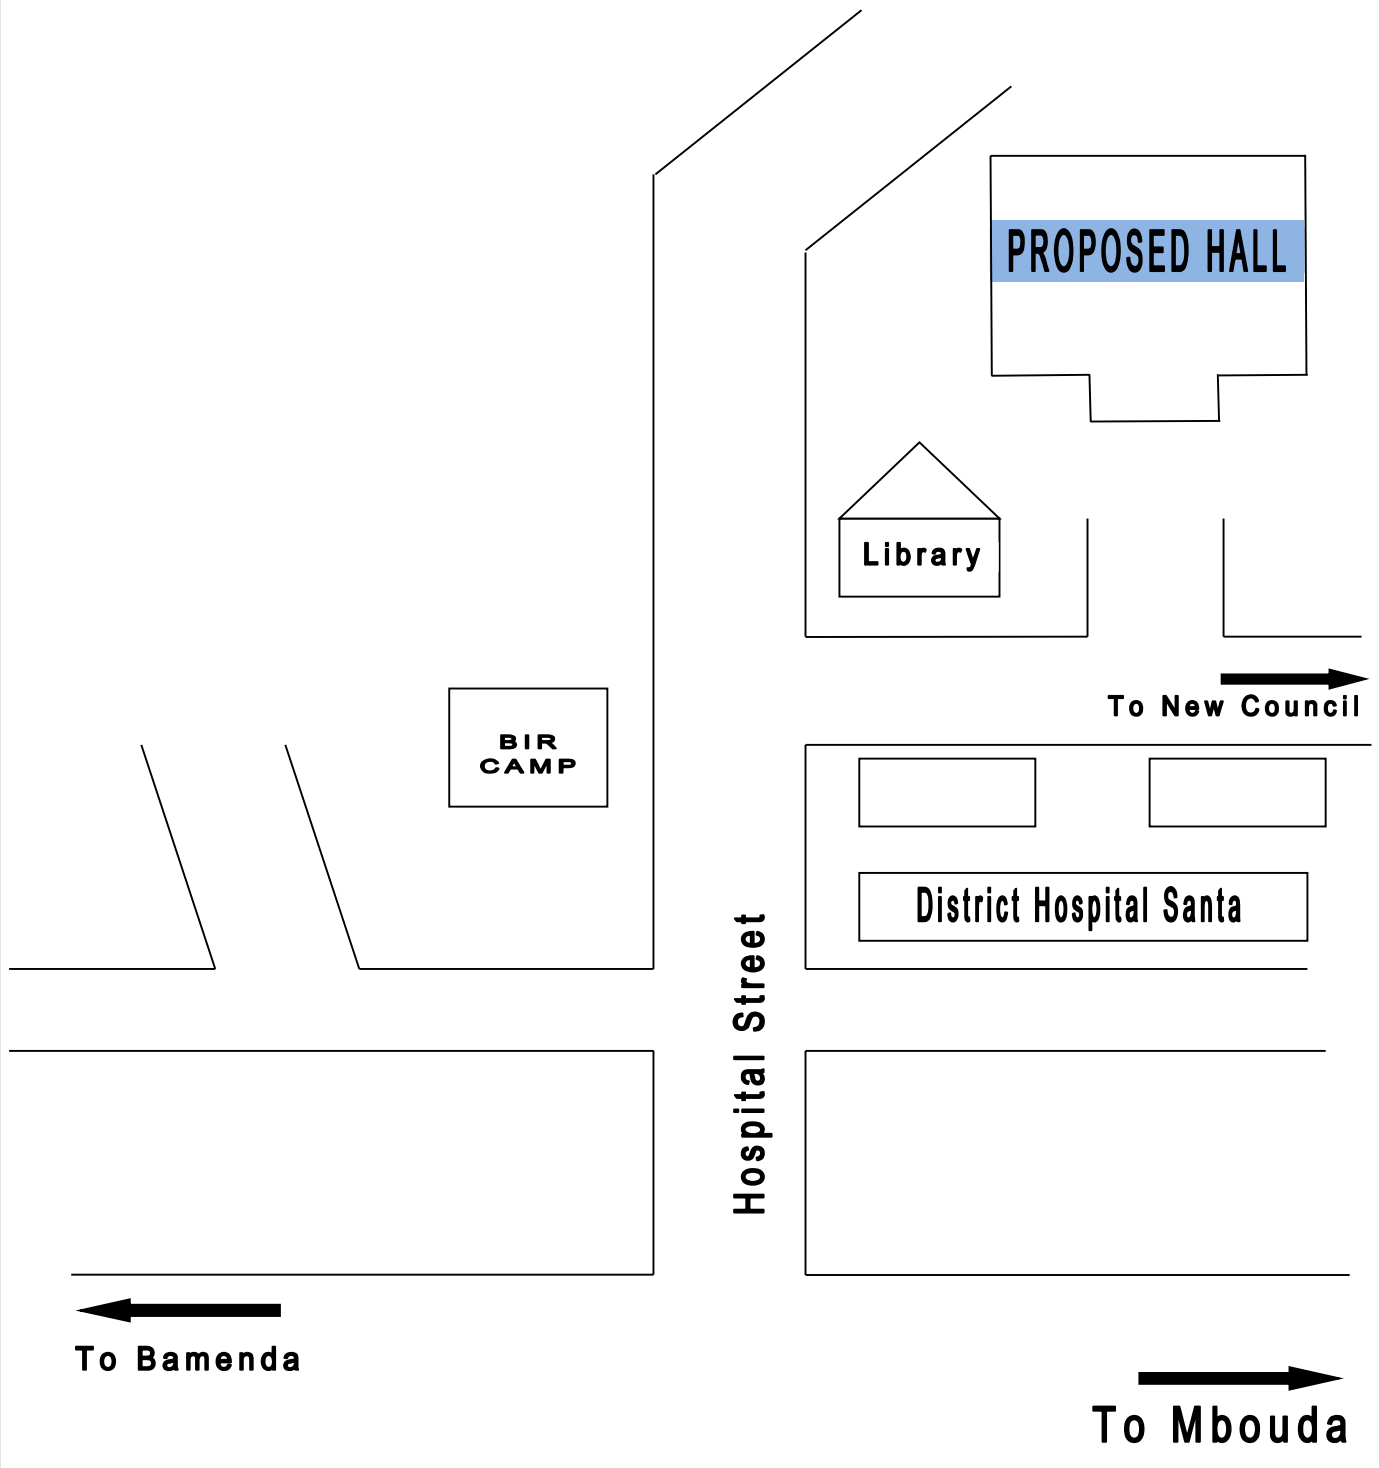 PROPOSED HALL
Library
To New Council
BIR
CAMP
District Hospital Santa
Hospital Street
To Bamenda
To Mbouda